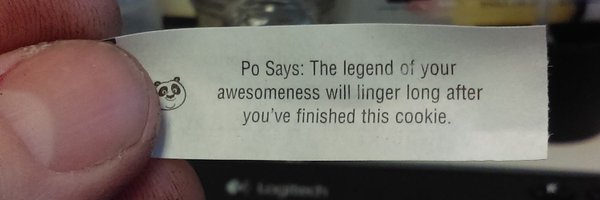 Po Says: The legend of your
awesomeness will linger long after
you've finished this cookie.
Logitech